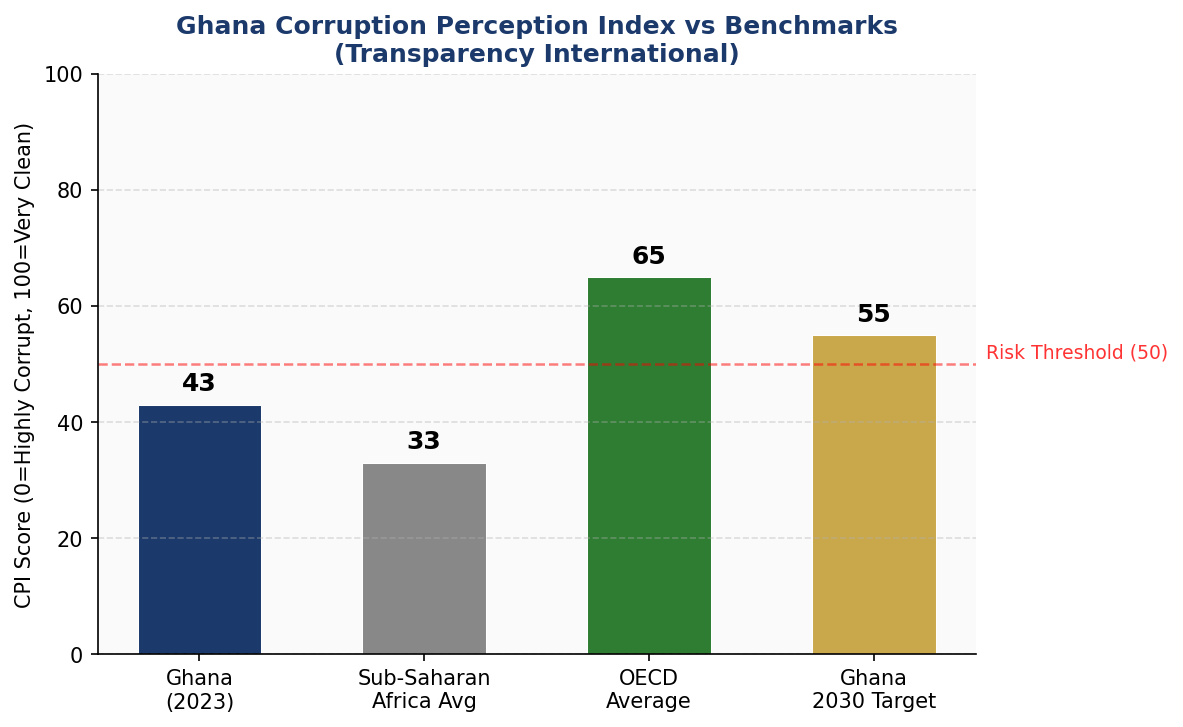 Ghana Corruption Perception Index vs Benchmarks
(Transparency International)
CPI Score (0=Highly Corrupt, 100=Very Clean)
100
80
60
40
20
0
43
33
65
55
Risk Threshold (50)
Ghana
(2023)
Sub-Saharan
Africa Avg
OECD
Average
Ghana
2030 Target